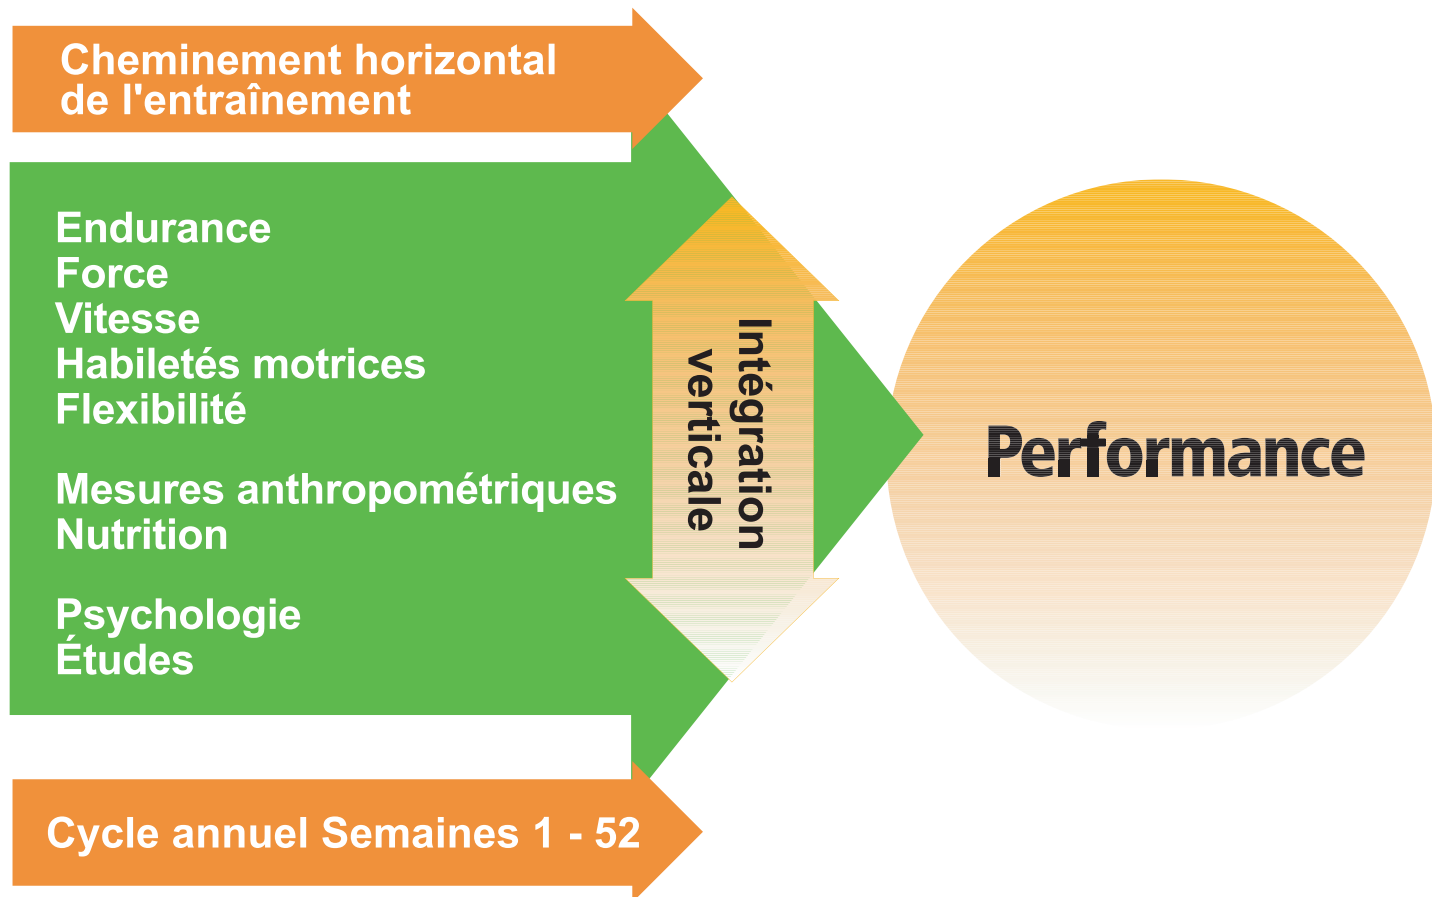 Cheminement horizontal
de l'entraînement
Endurance
Force
Vitesse
Habiletés motrices
Flexibilité
Mesures anthropométriques
Nutrition
Psychologie
Études
Intégration
verticale
Performance
Cycle annuel Semaines 1 - 52